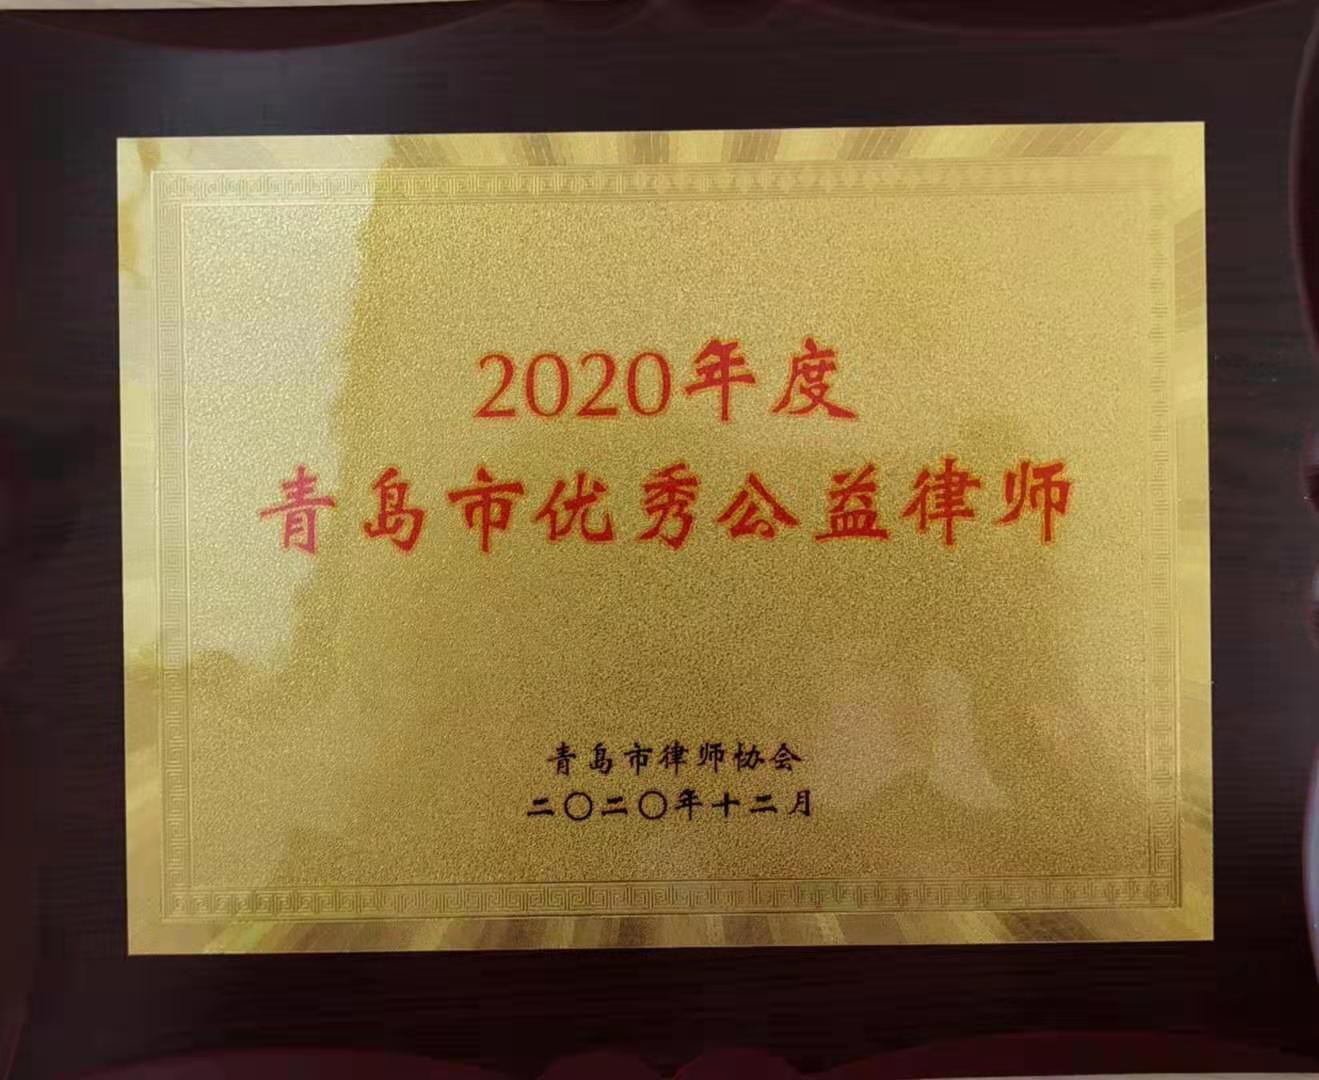 2020年度
青岛市优秀公益律师
青岛市律师协会
二〇二〇年十二月